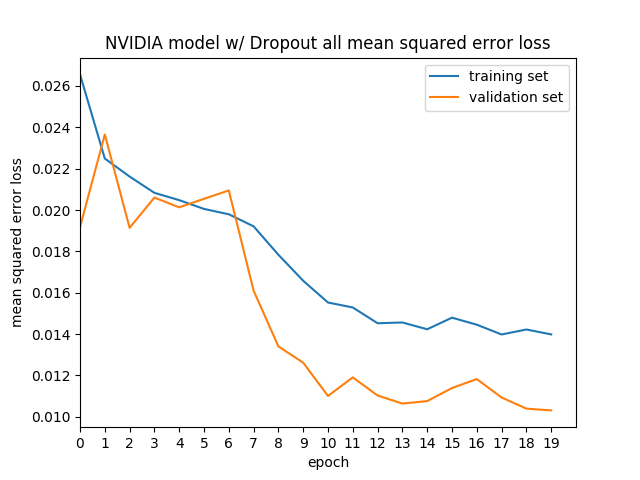 NVIDIA model w/ Dropout all mean squared error loss
training set
validation set
mean squared error loss
0.026
0.024
0.022
0.020
0.018
0.016
0.014
0.012
0.010
0 1 2 3 4 5 6 7 8 9 10 11 12 13 14 15 16 17 18 19
epoch